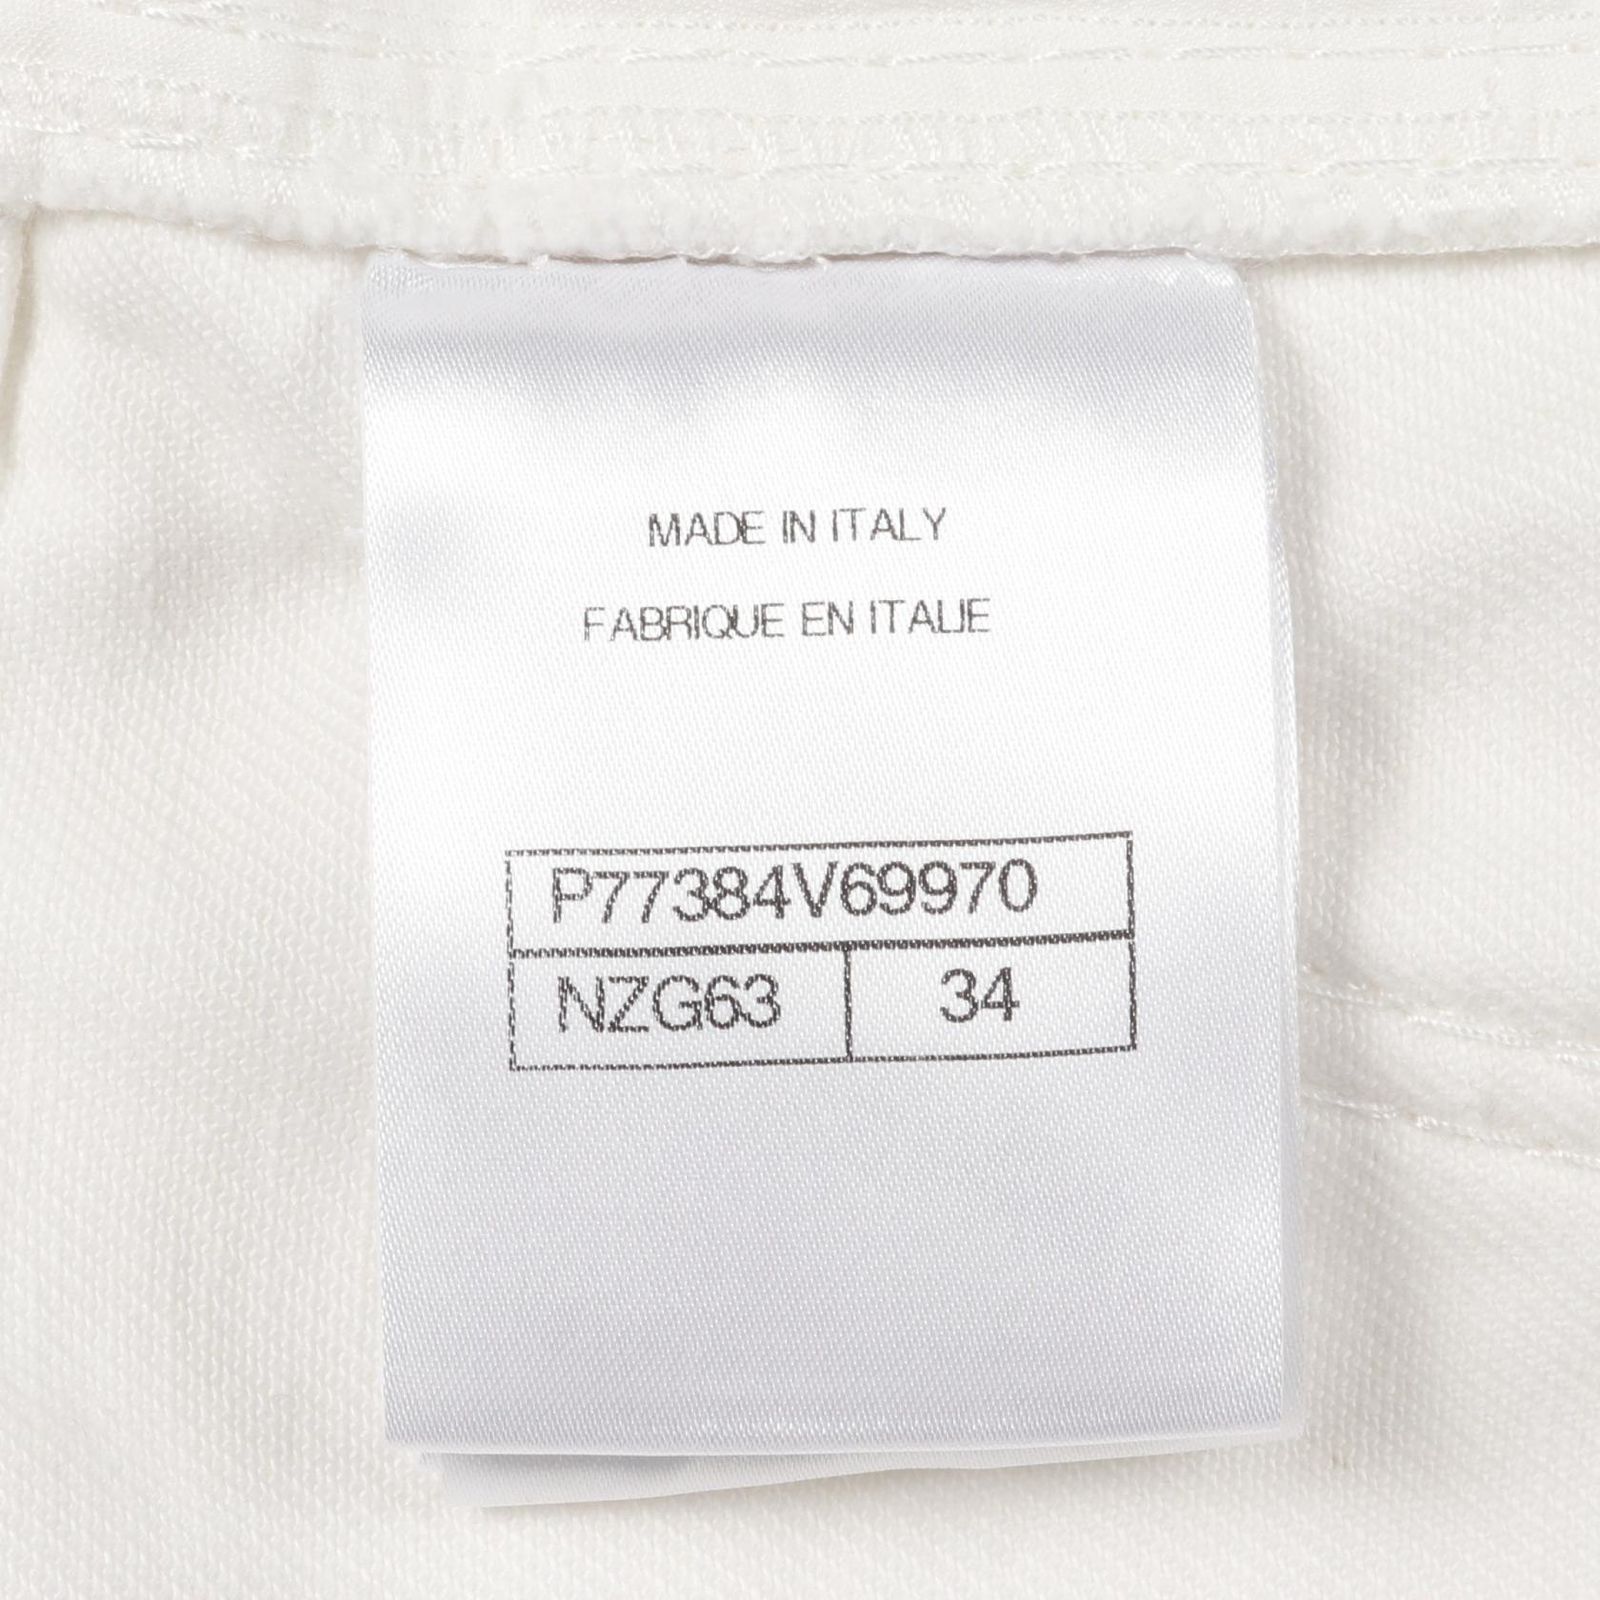 MADE IN ITALY
FABRIQUE EN ITALIE
P77384V69970
NZG63 34